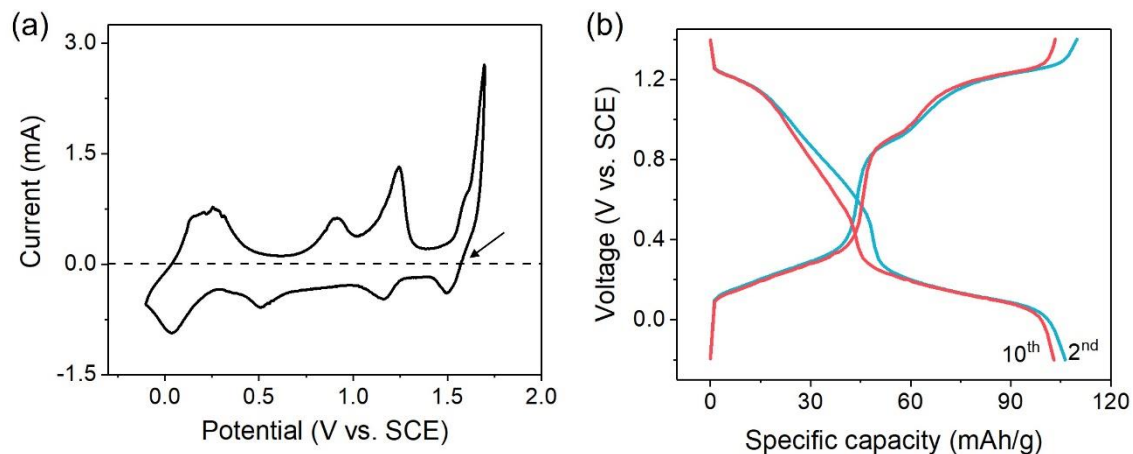 (a)
3.0
1.5
0.0
-1.5
Current (mA)
0.0
0.5
1.0
1.5
2.0
Potential (V vs. SCE)
(b)
1.2
0.8
0.4
0.0
Voltage (V vs. SCE)
10th
2nd
0
30
60
90
120
Specific capacity (mAh/g)